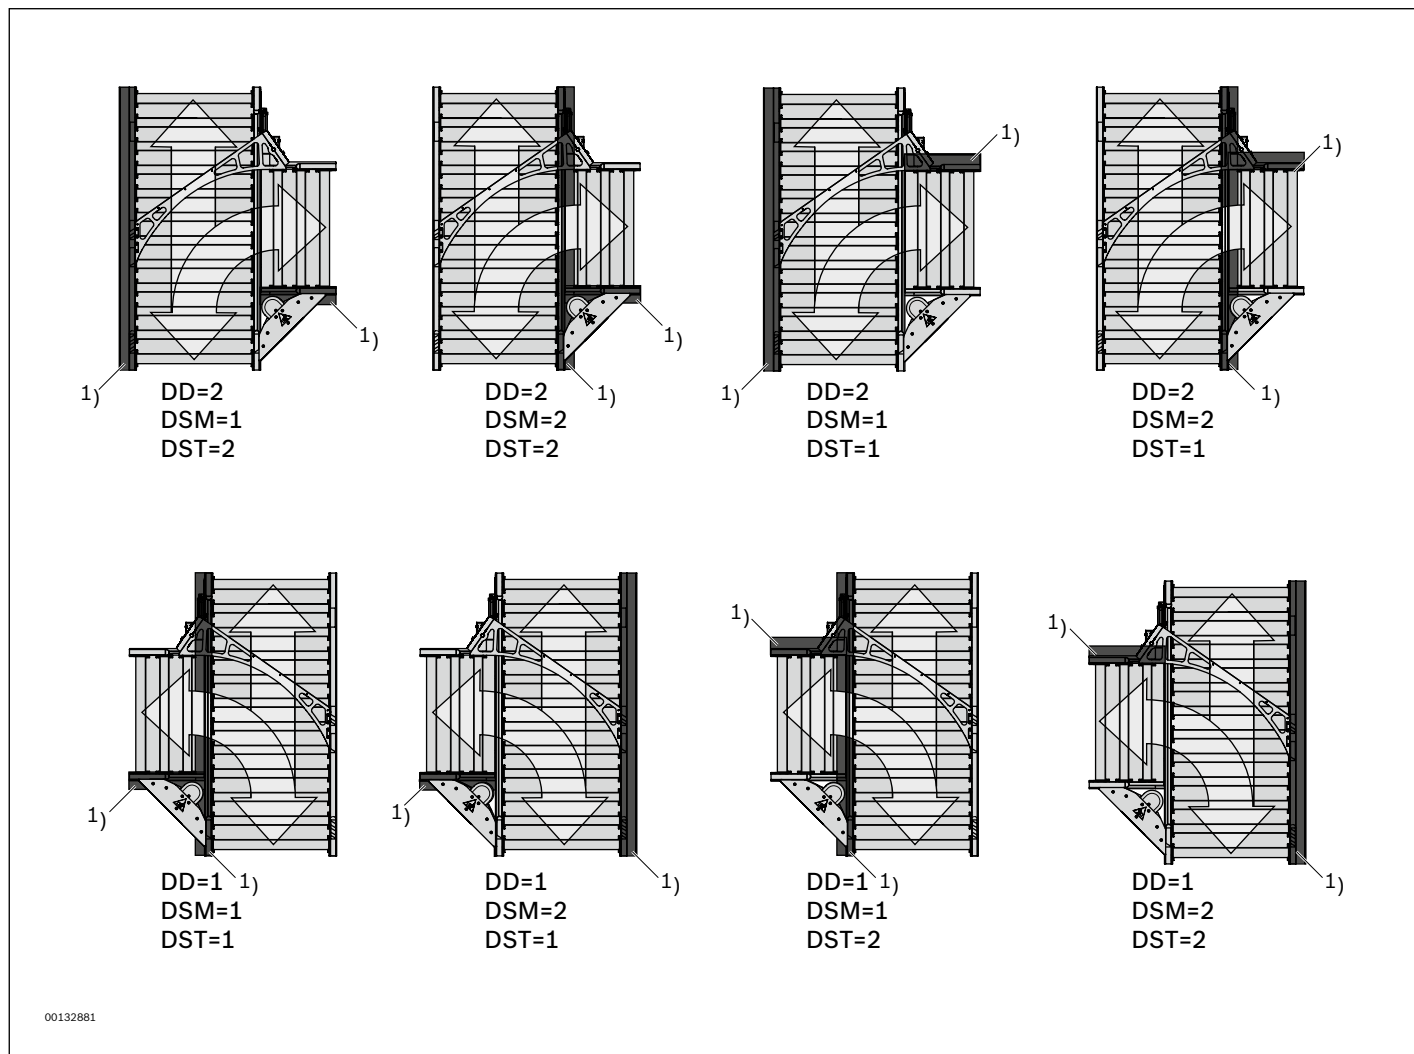 1)
1)
1)
1)
1)
1)
1)
1)
DD=2
DSM=1
DST=2
DD=2
DSM=2
DST=2
DD=2
DSM=1
DST=1
DD=2
DSM=2
DST=1
1)
1)
1)
1)
1)
1)
1)
1)
DD=1
DSM=1
DST=1
DD=1
DSM=2
DST=1
DD=1
DSM=1
DST=2
DD=1
DSM=2
DST=2
00132881